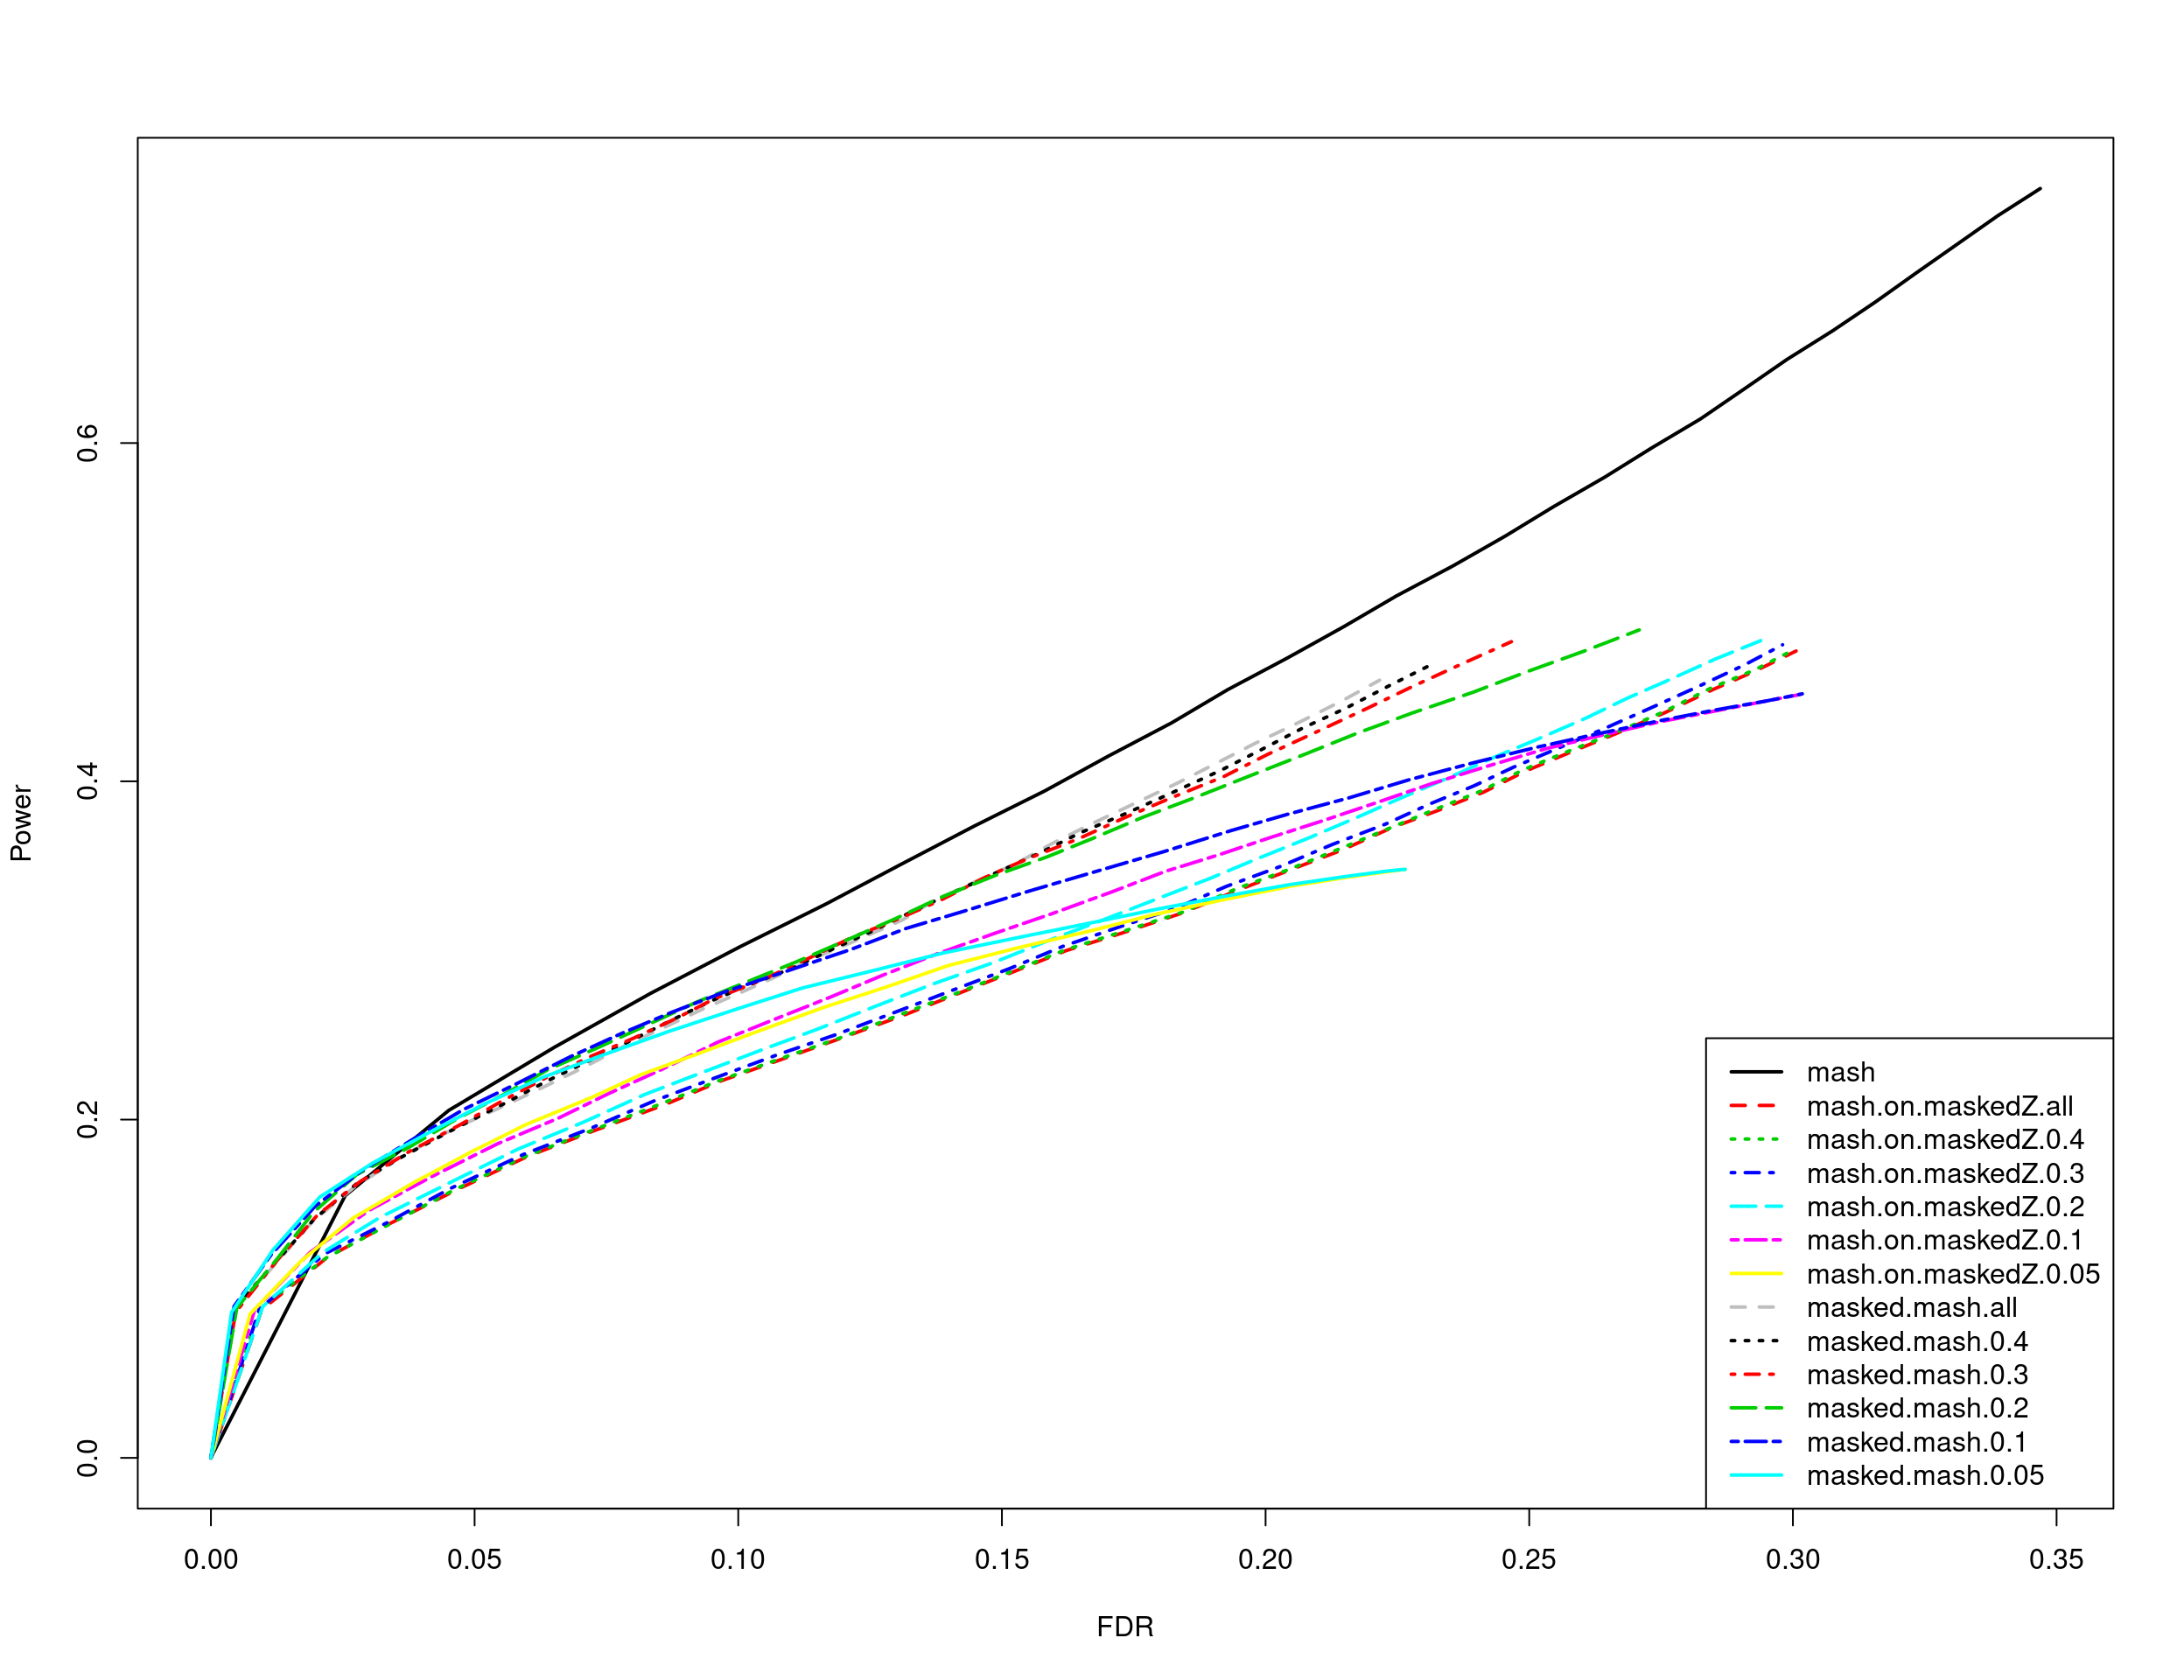 Power
0.0
0.2
0.4
0.6
mash
mash.on.maskedZ.all
mash.on.maskedZ.0.4
mash.on.maskedZ.0.3
mash.on.maskedZ.0.2
mash.on.maskedZ.0.1
mash.on.maskedZ.0.05
masked.mash.all
masked.mash.0.4
masked.mash.0.3
masked.mash.0.2
masked.mash.0.1
masked.mash.0.05
0.00 0.05 0.10 0.15 0.20 0.25 0.30 0.35
FDR